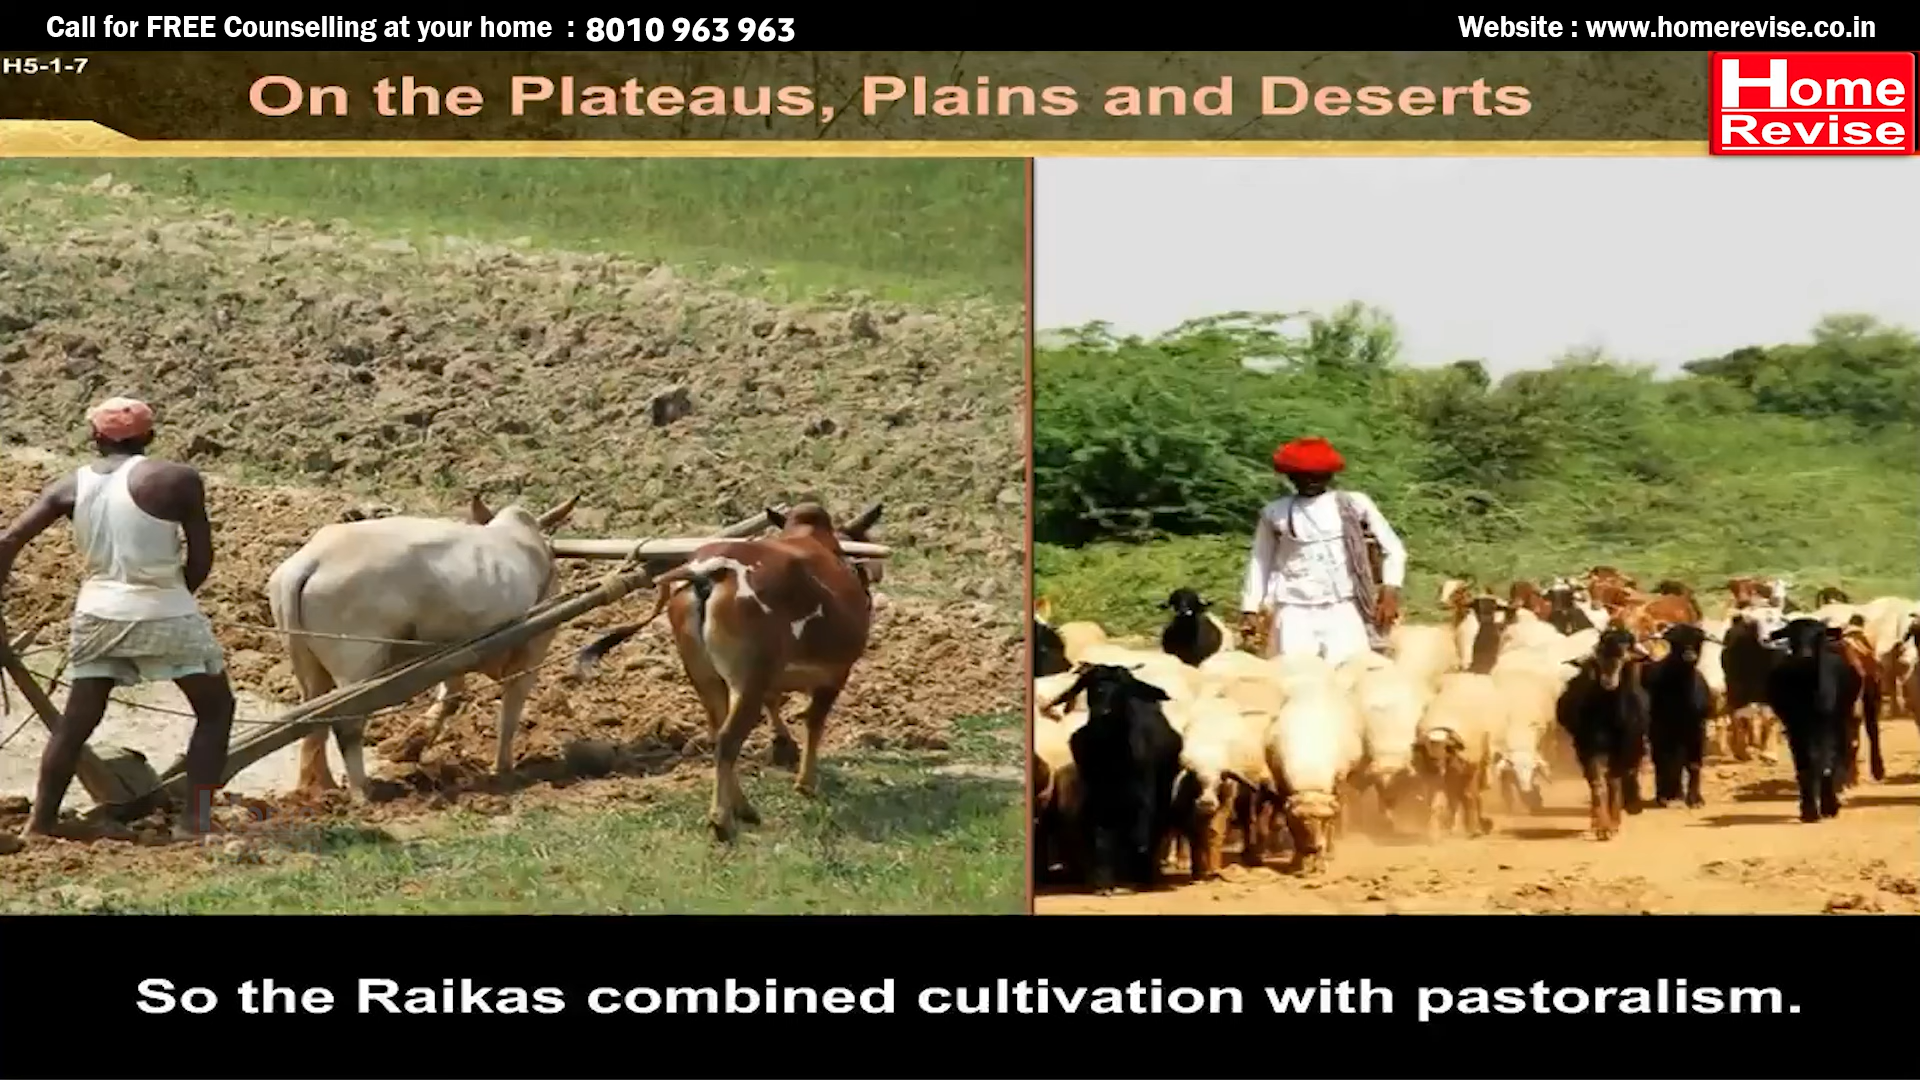 Call for FREE Counselling at your home : 8010 963 963
Website : www.homerevise.co.in
H5-1-7
On the Plateaus, Plains and Deserts
Home
Revise
So the Raikas combined cultivation with pastoralism.